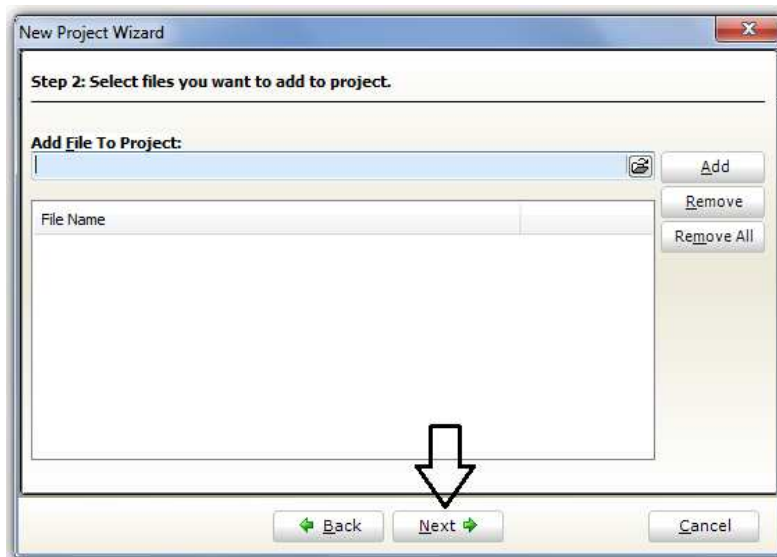 New Project Wizard
Step 2: Select files you want to add to project.
Add File To Project:
Add
Remove
File Name
Remove All
Back
Next
Cancel